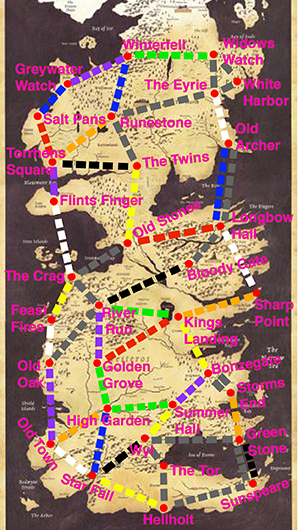 Winterfell
Widows
Watch
Greywater
Watch
The Eyrie
White
Harbor
Salt Pans
Runestone
Old
Archer
Torrhens
Square
The Twins
Flints Finger
Old Stones
Longbow
Hall
Bloody Gate
The Crag
River
Run
Sharp
Point
Feast
Fires
Kings
Landing
Old
Oak
Golden
Grove
Bonzegate
Storms
End
High Garden
Summer
Hall
Old Town
Wyl
Green
Stone
The Tor
Star Fall
Sunspeare
Hellholt